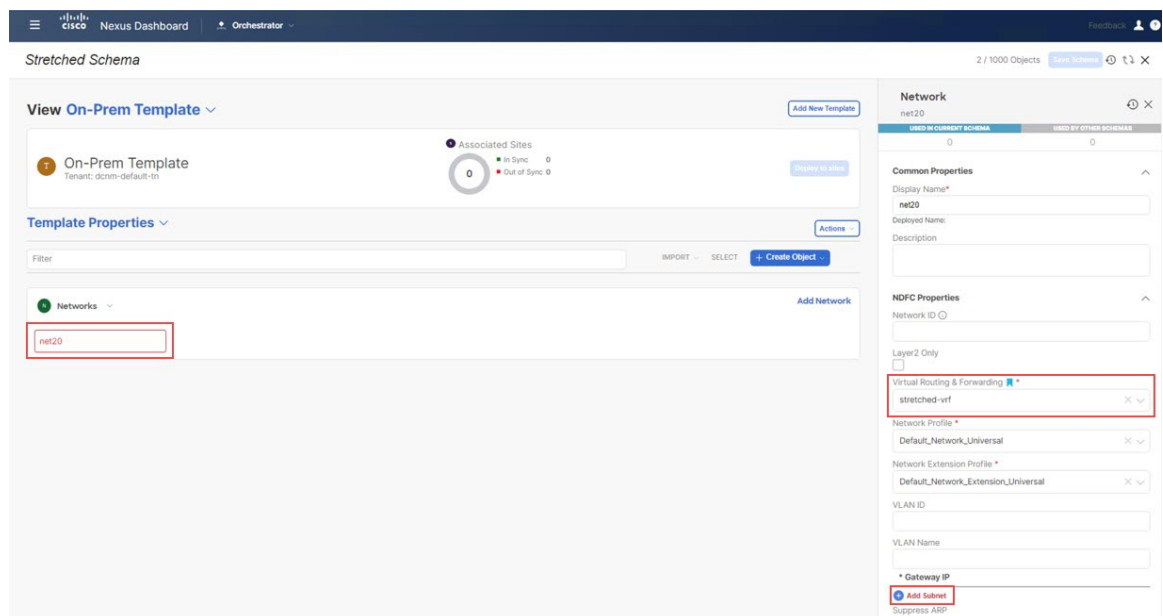 cisco Nexus Dashboard Orchestrator Feedback
Stretched Schema 2 / 1000 Objects Save Schema
View On-Prem Template Add New Template
On-Prem Template
Tenant: dcnm-default-tn
Associated Sites
0
In Sync 0
Out of Sync 0
Deploy to sites
Template Properties Actions
Filter IMPORT SELECT + Create Object
Networks Add Network
net20
Network
net20
USED IN CURRENT SCHEMA USED BY OTHER SCHEMAS
0 0
Common Properties
Display Name*
net20
Deployed Name:
Description
NDFC Properties
Network ID
Layer2 Only
Virtual Routing & Forwarding *
stretched-vrf
Network Profile *
Default_Network_Universal
Network Extension Profile *
Default_Network_Extension_Universal
VLAN ID
VLAN Name
* Gateway IP
Add Subnet
Suppress ARP